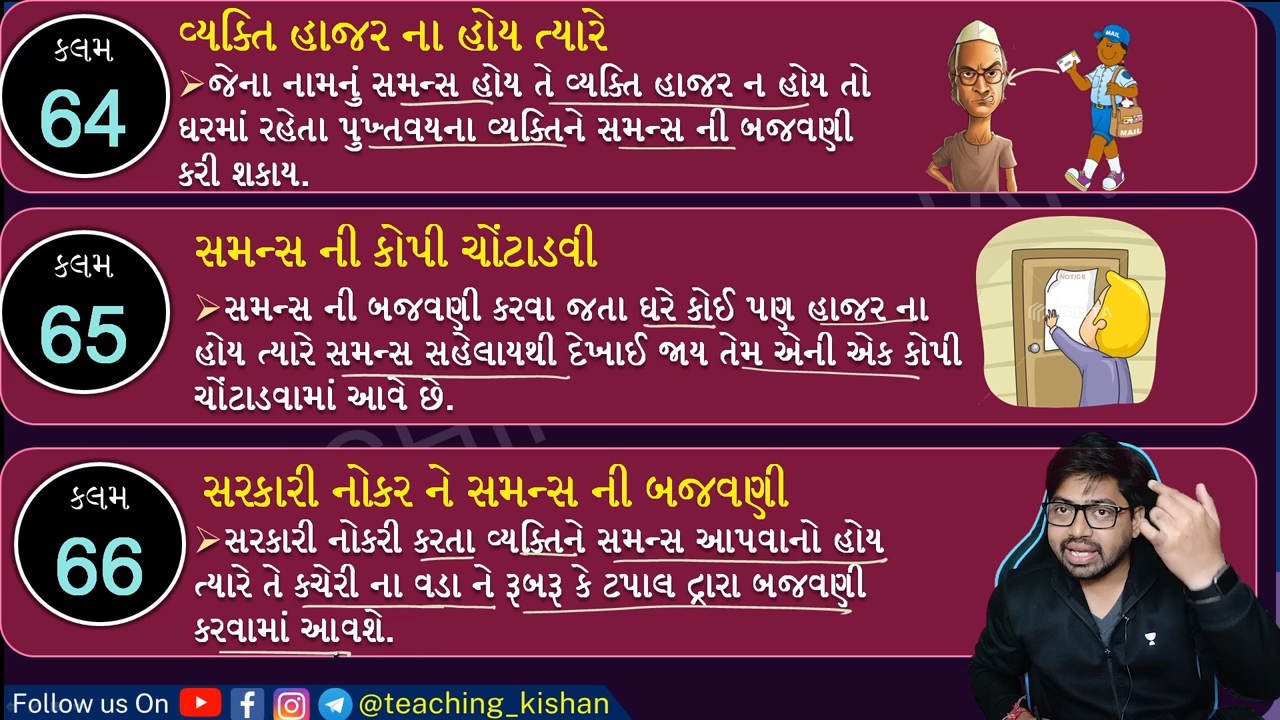 કલમ
64
વ્યક્તિ હાજર ના હોય ત્યારે
➢જેના નામનું સમન્સ હોય તે વ્યક્તિ હાજર ન હોય તો
ઘરમાં રહેતા પુખ્તવયના વ્યક્તિને સમન્સ ની બજવણી
કરી શકાય.
MAIL
MAIL
કલમ
65
સમન્સ ની કોપી ચોંટાડવી
➢સમન્સ ની બજવણી કરવા જતા ઘરે કોઈ પણ હાજર ના
હોય ત્યારે સમન્સ સહેલાયથી દેખાઈ જાય તેમ એની એક કોપી
ચોંટાડવામાં આવે છે.
NOTICE
કલમ
66
સરકારી નોકર ને સમન્સ ની બજવણી
➢સરકારી નોકરી કરતા વ્યક્તિને સમન્સ આપવાનો હોય
ત્યારે તે કચેરી ના વડા ને રૂબરૂ કે ટપાલ દ્રારા બજવણી
કરવામાં આવશે.
Follow us On @teaching_kishan